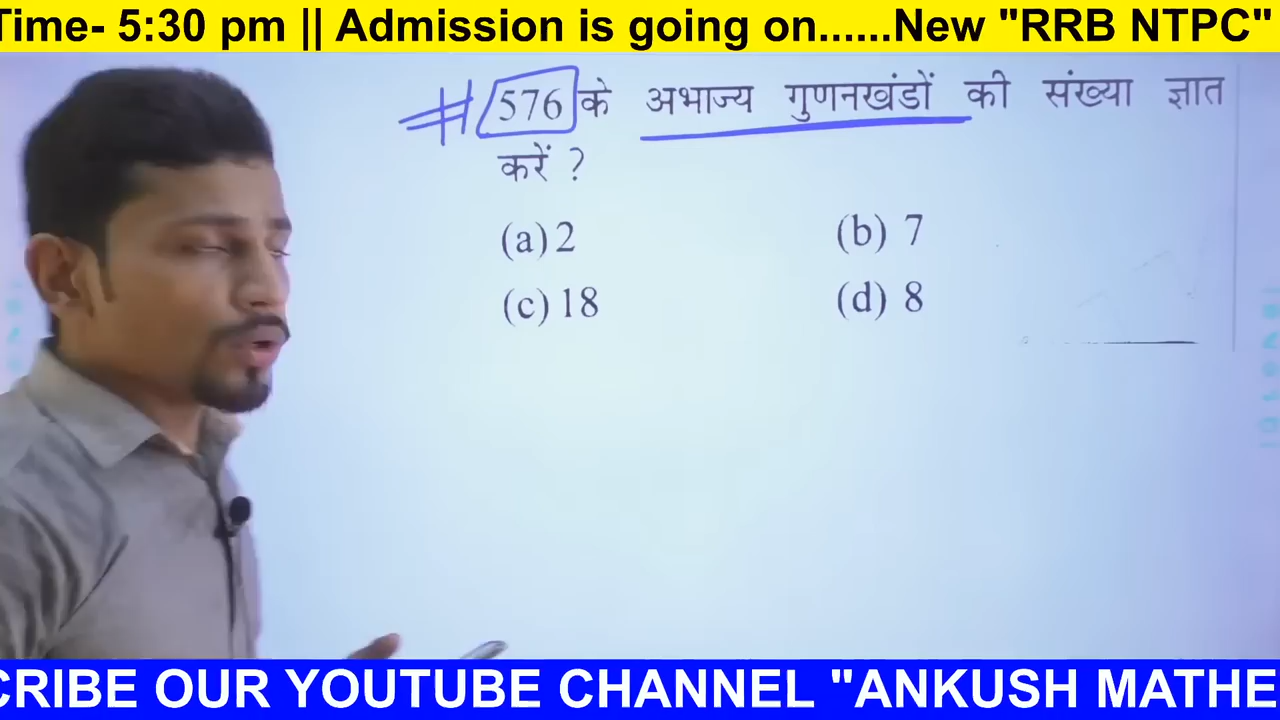 Time- 5:30 pm || Admission is going on......New "RRB NTPC"
576 के अभाज्य गुणनखंडों की संख्या ज्ञात
करें ?
(a) 2 (b) 7
(c) 18 (d) 8
CRIBE OUR YOUTUBE CHANNEL "ANKUSH MATHE